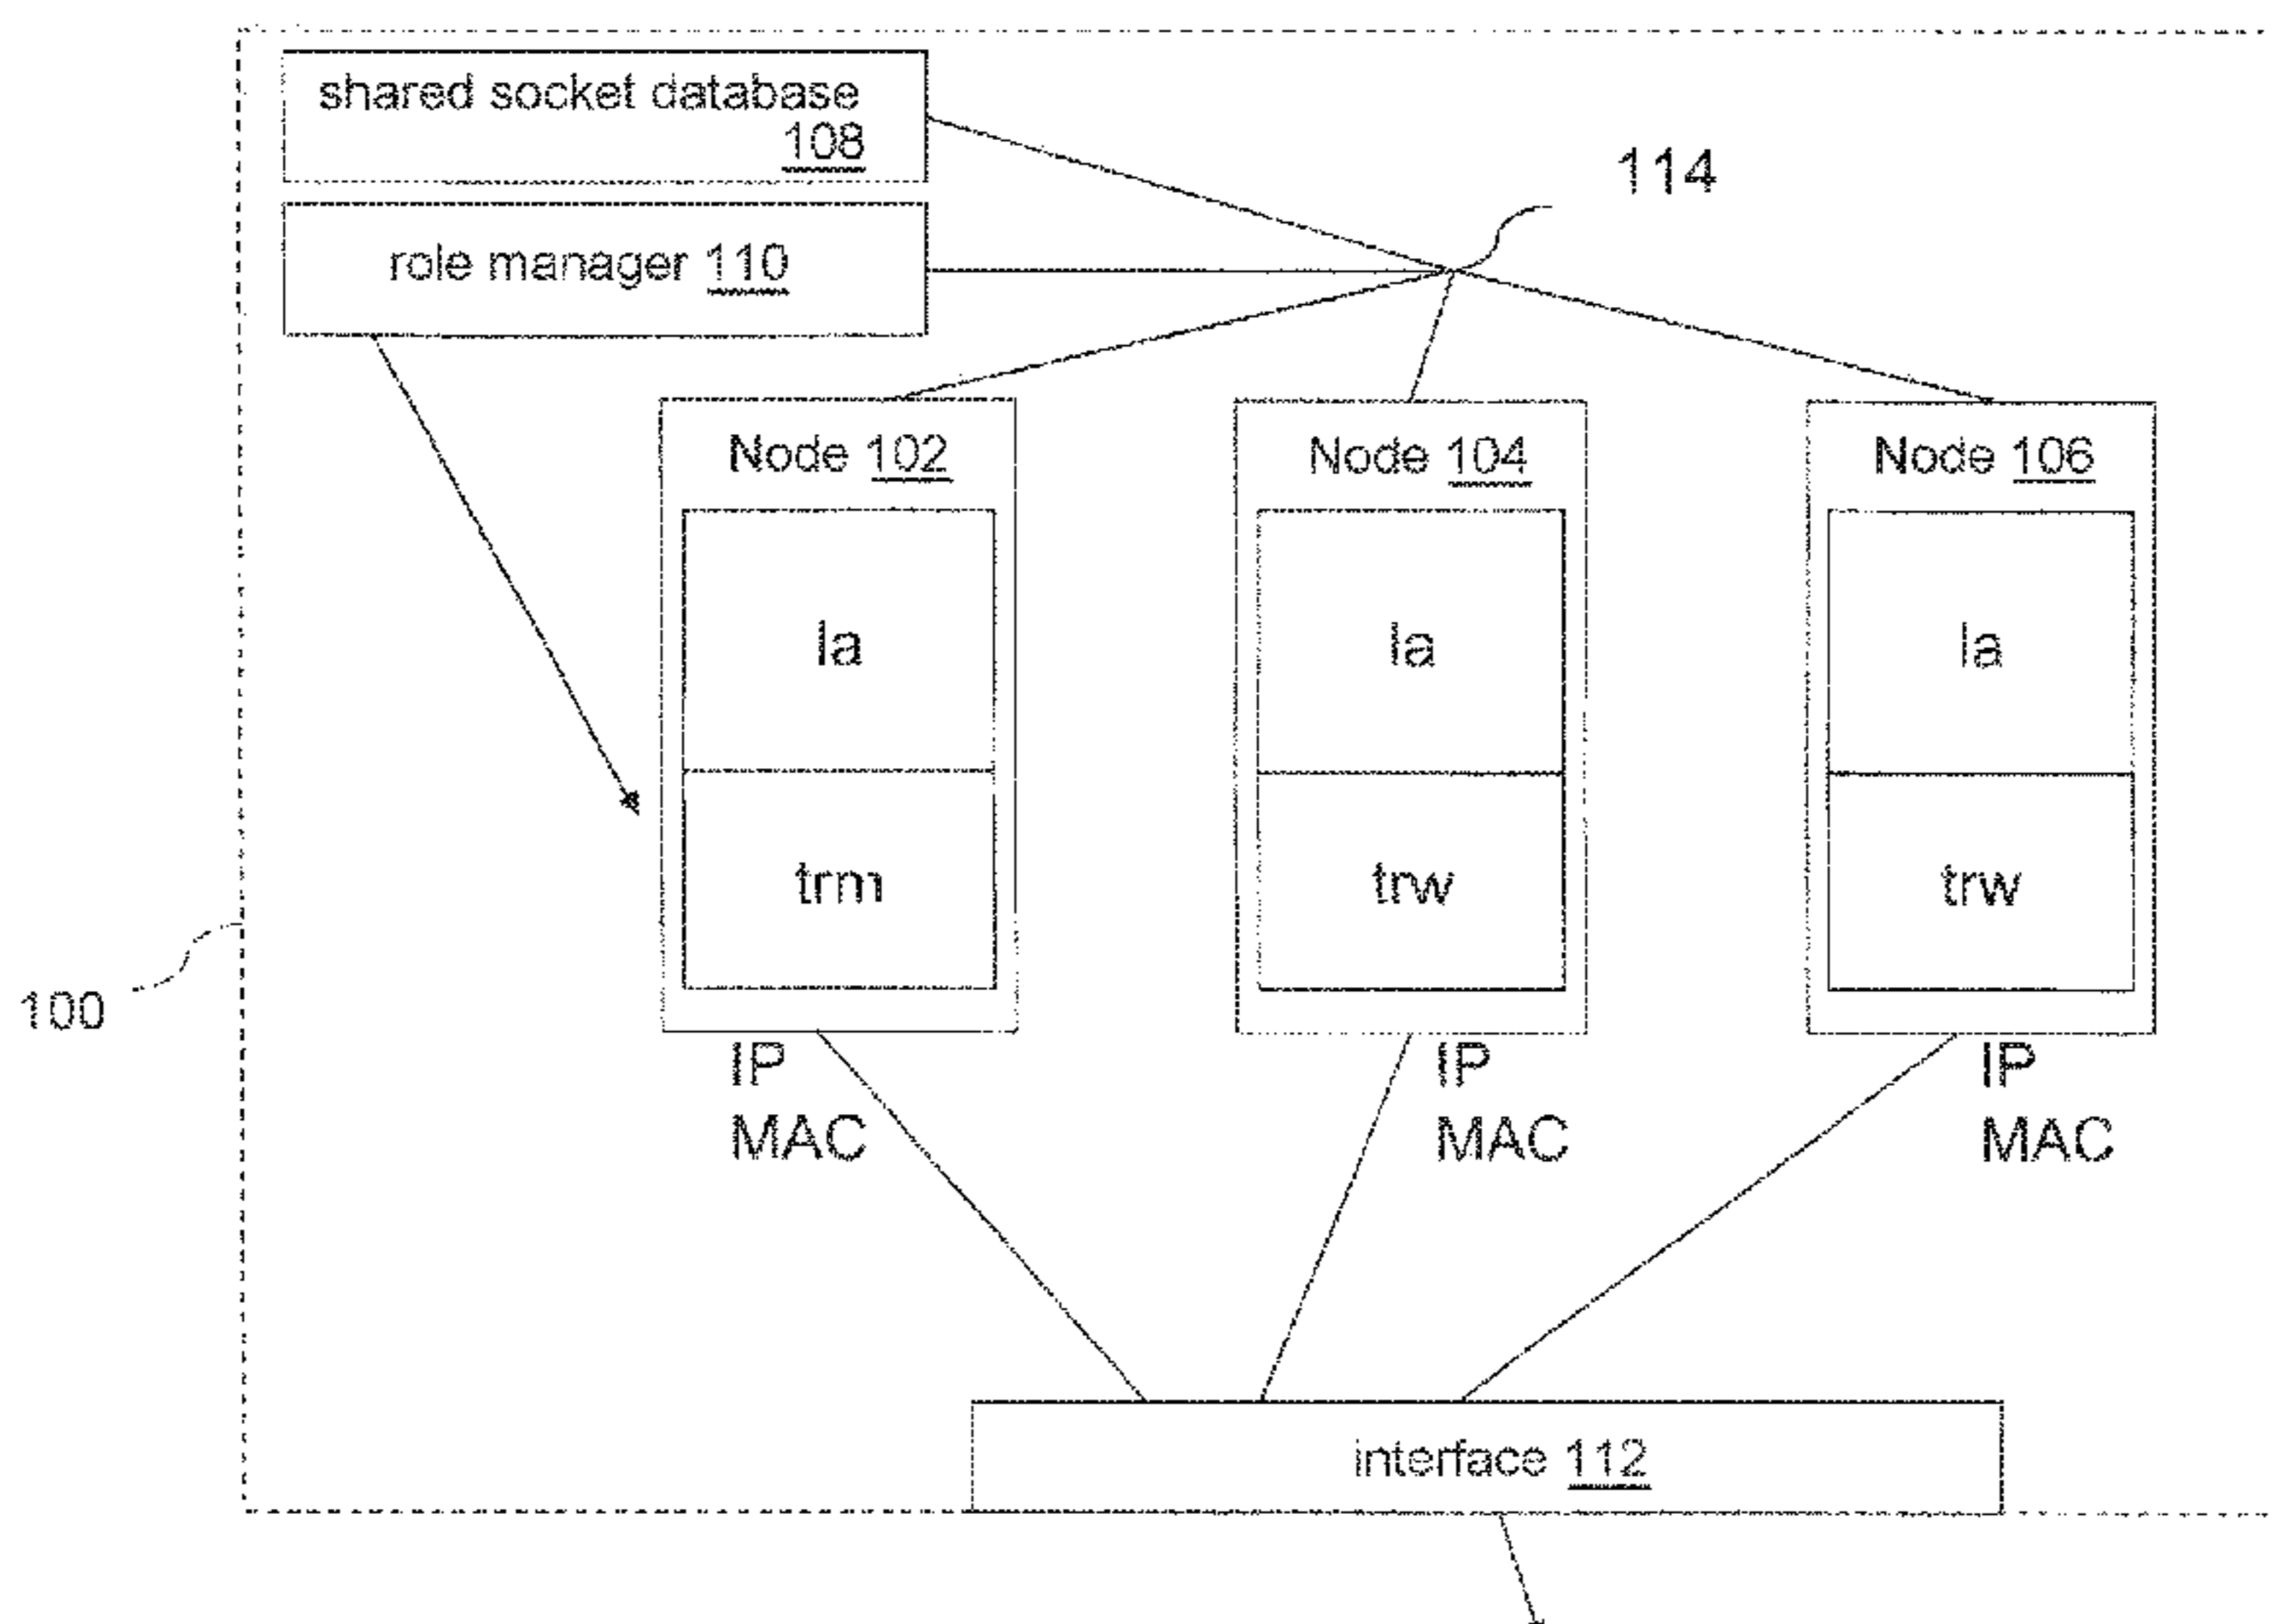 shared socket database
108
114
role manager 110
Node 102
Node 104
Node 106
la
la
la
trm
trw
trw
100
IP
MAC
IP
MAC
IP
MAC
interface 112